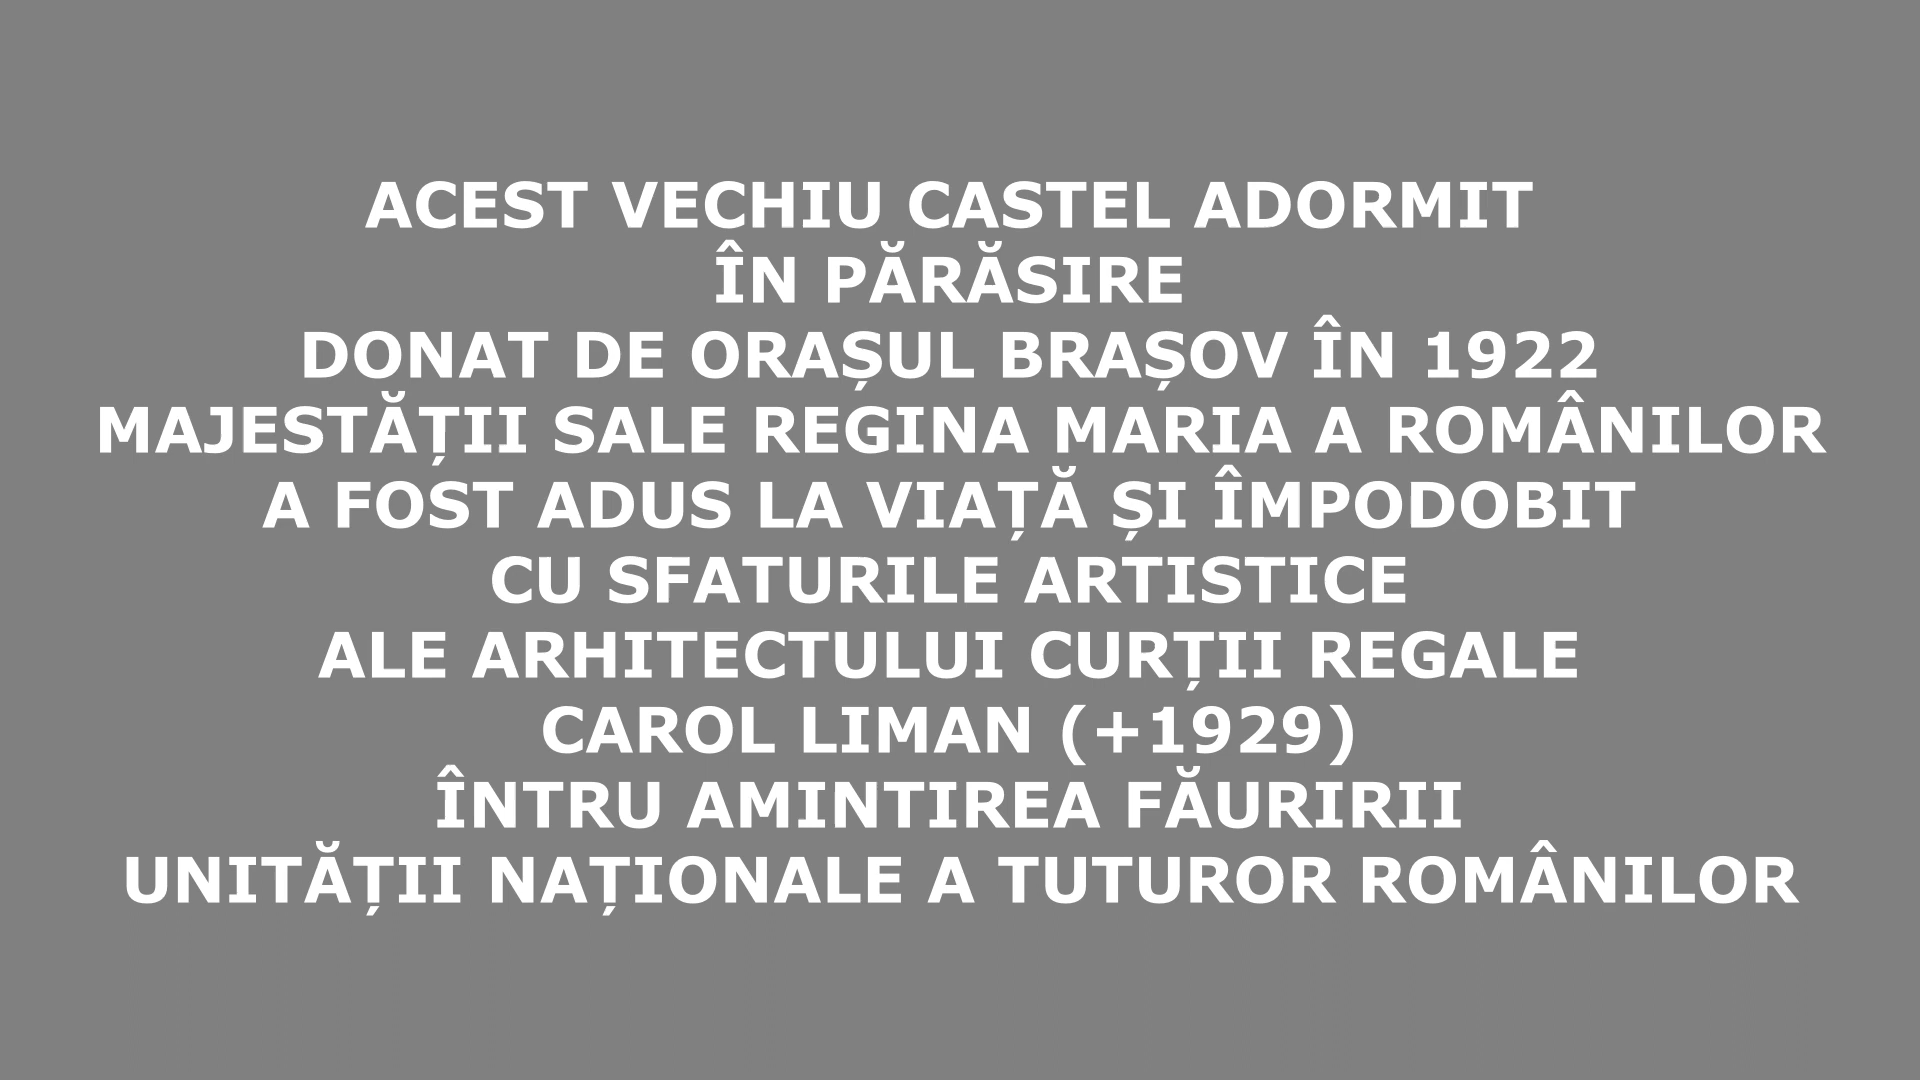 ACEST VECHIU CASTEL ADORMIT
ÎN PĂRĂSIRE
DONAT DE ORAȘUL BRAȘOV ÎN 1922
MAJESTĂȚII SALE REGINA MARIA A ROMÂNILOR
A FOST ADUS LA VIAȚĂ ȘI ÎMPODOBIT
CU SFATURILE ARTISTICE
ALE ARHITECTULUI CURȚII REGALE
CAROL LIMAN (+1929)
ÎNTRU AMINTIREA FĂURIRII
UNITĂȚII NAȚIONALE A TUTUROR ROMÂNILOR